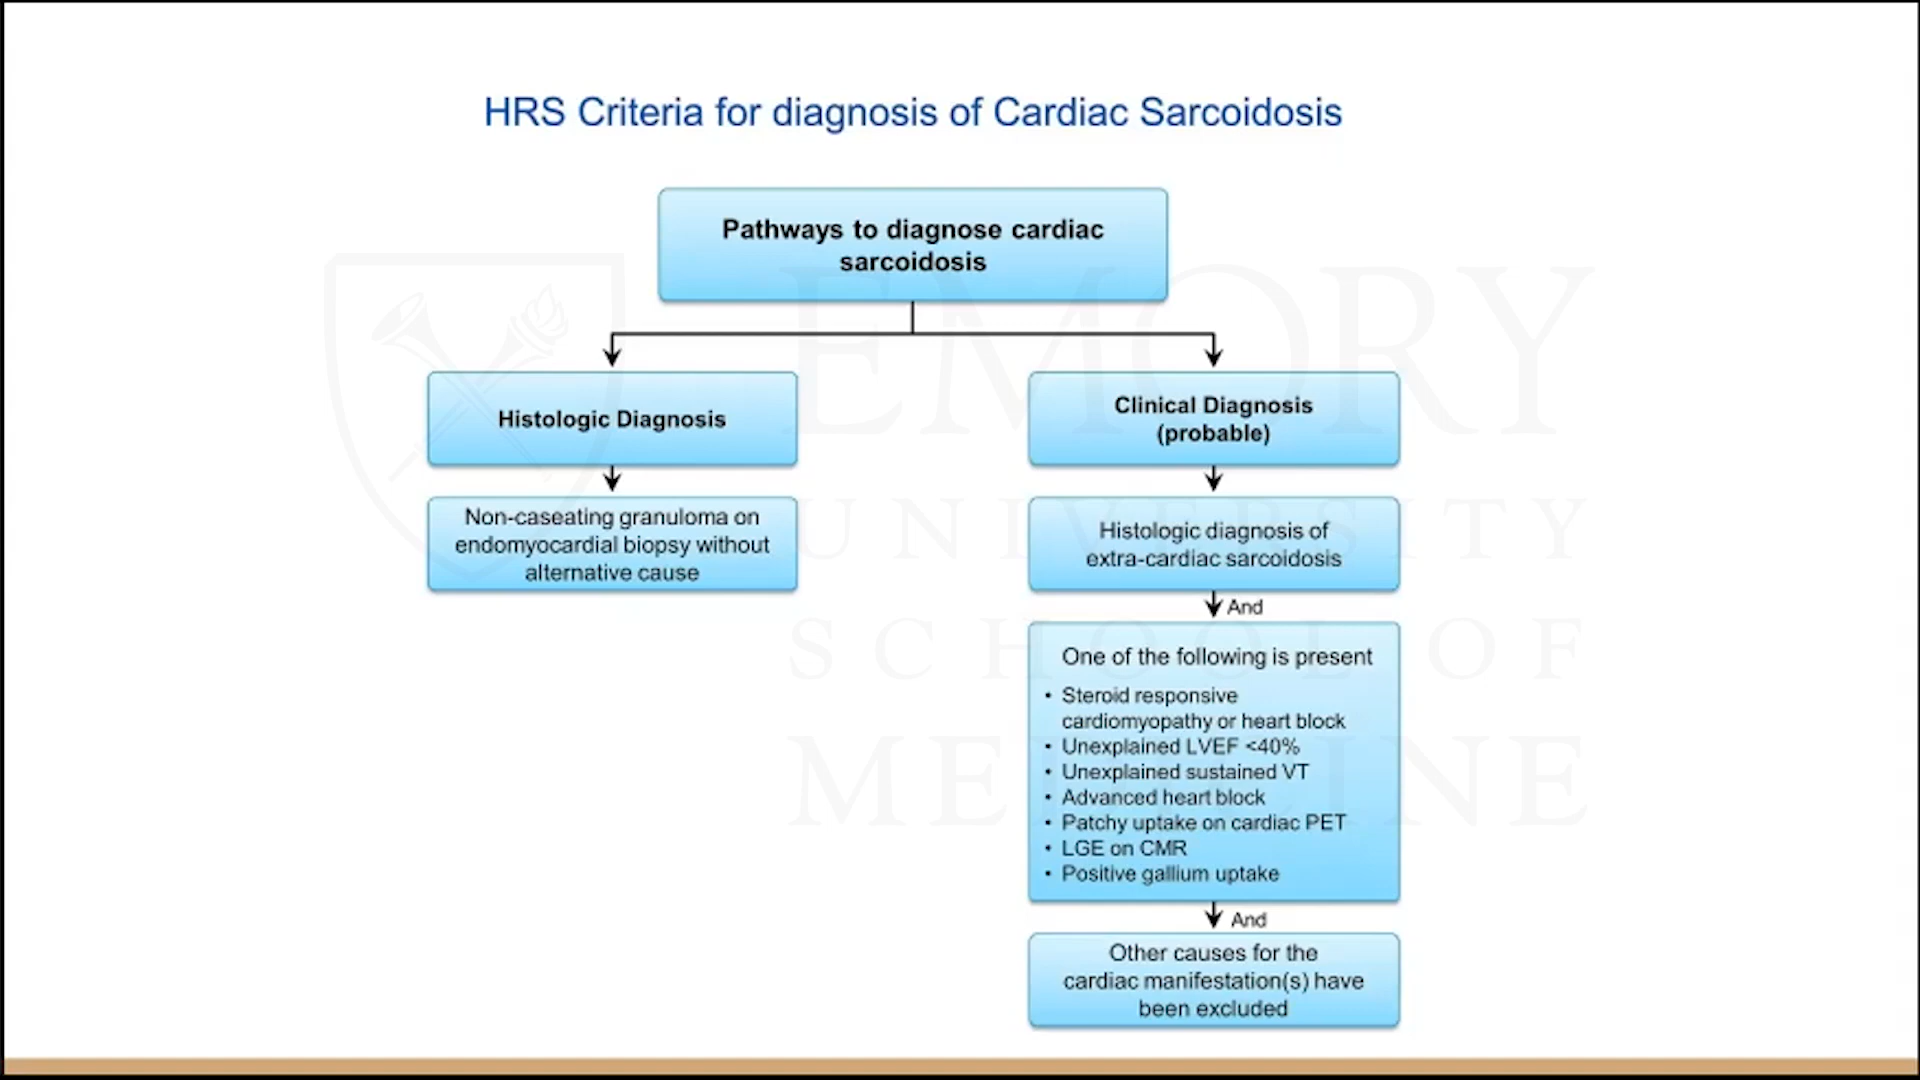 HRS Criteria for diagnosis of Cardiac Sarcoidosis
Pathways to diagnose cardiac
sarcoidosis
Histologic Diagnosis
Non-caseating granuloma on
endomyocardial biopsy without
alternative cause
Clinical Diagnosis
(probable)
Histologic diagnosis of
extra-cardiac sarcoidosis
And
One of the following is present
• Steroid responsive
cardiomyopathy or heart block
• Unexplained LVEF <40%
• Unexplained sustained VT
• Advanced heart block
• Patchy uptake on cardiac PET
• LGE on CMR
• Positive gallium uptake
And
Other causes for the
cardiac manifestation(s) have
been excluded
EMORY
UNIVERSITY
SCHOOL OF
MEDICINE